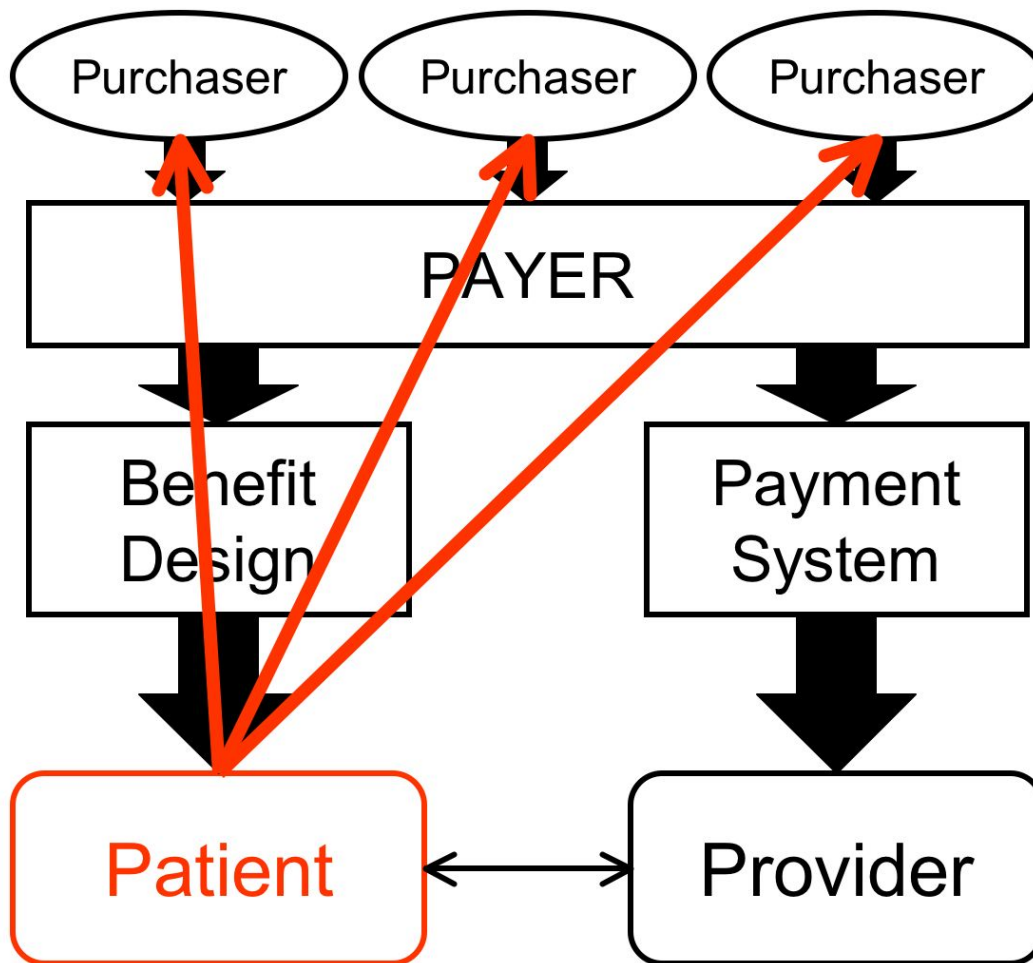 Purchaser Purchaser Purchaser
PAYER
Benefit
Design
Payment
System
Patient
Provider